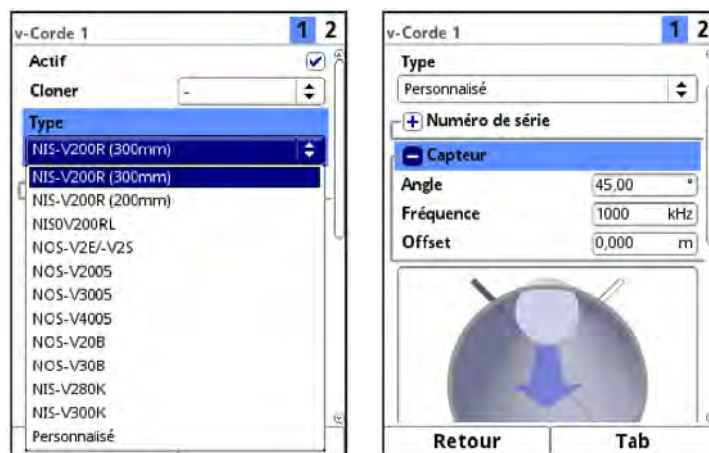 v-Corde 1 1 2
Actif
Cloner -
Type
NIS-V200R (300mm)
NIS-V200R (300mm)
NIS-V200R (200mm)
NIS0V200RL
NOS-V2E/-V2S
NOS-V2005
NOS-V3005
NOS-V4005
NOS-V20B
NOS-V30B
NIS-V280K
NIS-V300K
Personnalisé
v-Corde 1 1 2
Type
Personnalisé
Numéro de série
Capteur
Angle 45,00 °
Fréquence 1000 kHz
Offset 0,000 m
Retour Tab